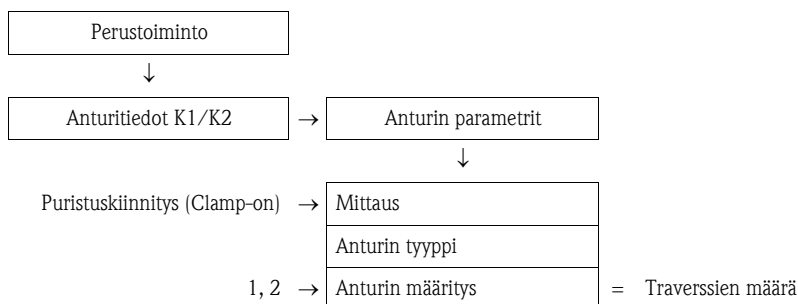 Perustoiminto
↓
Anturitiedot K1/K2 → Anturin parametrit
↓
Puristuskiinnitys (Clamp-on) → Mittaus
Anturin tyyppi
1, 2 → Anturin määritys = Traverssien määrä